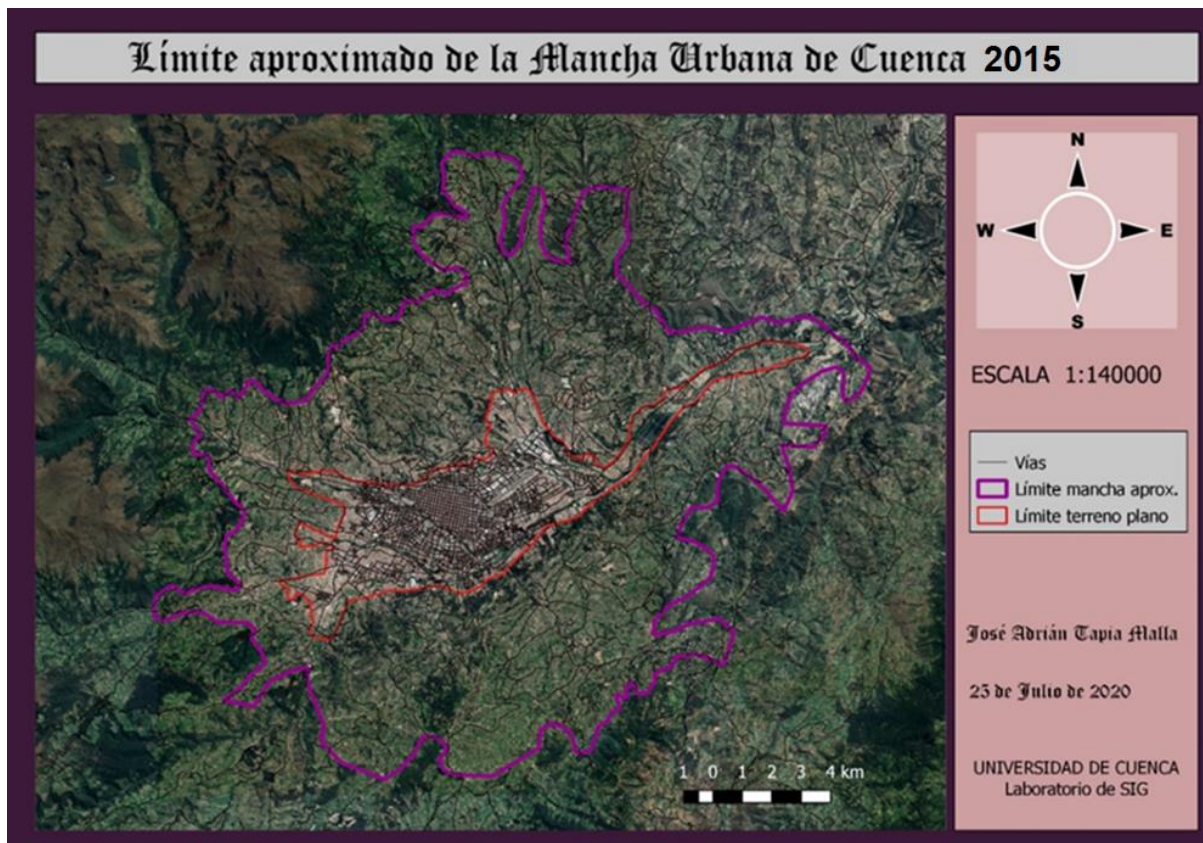 Límite aproximado de la Mancha Urbana de Cuenca 2015
N
W
E
S
ESCALA 1:140000
Vías
Límite mancha aprox.
Límite terreno plano
José Adrián Tapia Malla
23 de Julio de 2020
1 0 1 2 3 4 km
UNIVERSIDAD DE CUENCA
Laboratorio de SIG